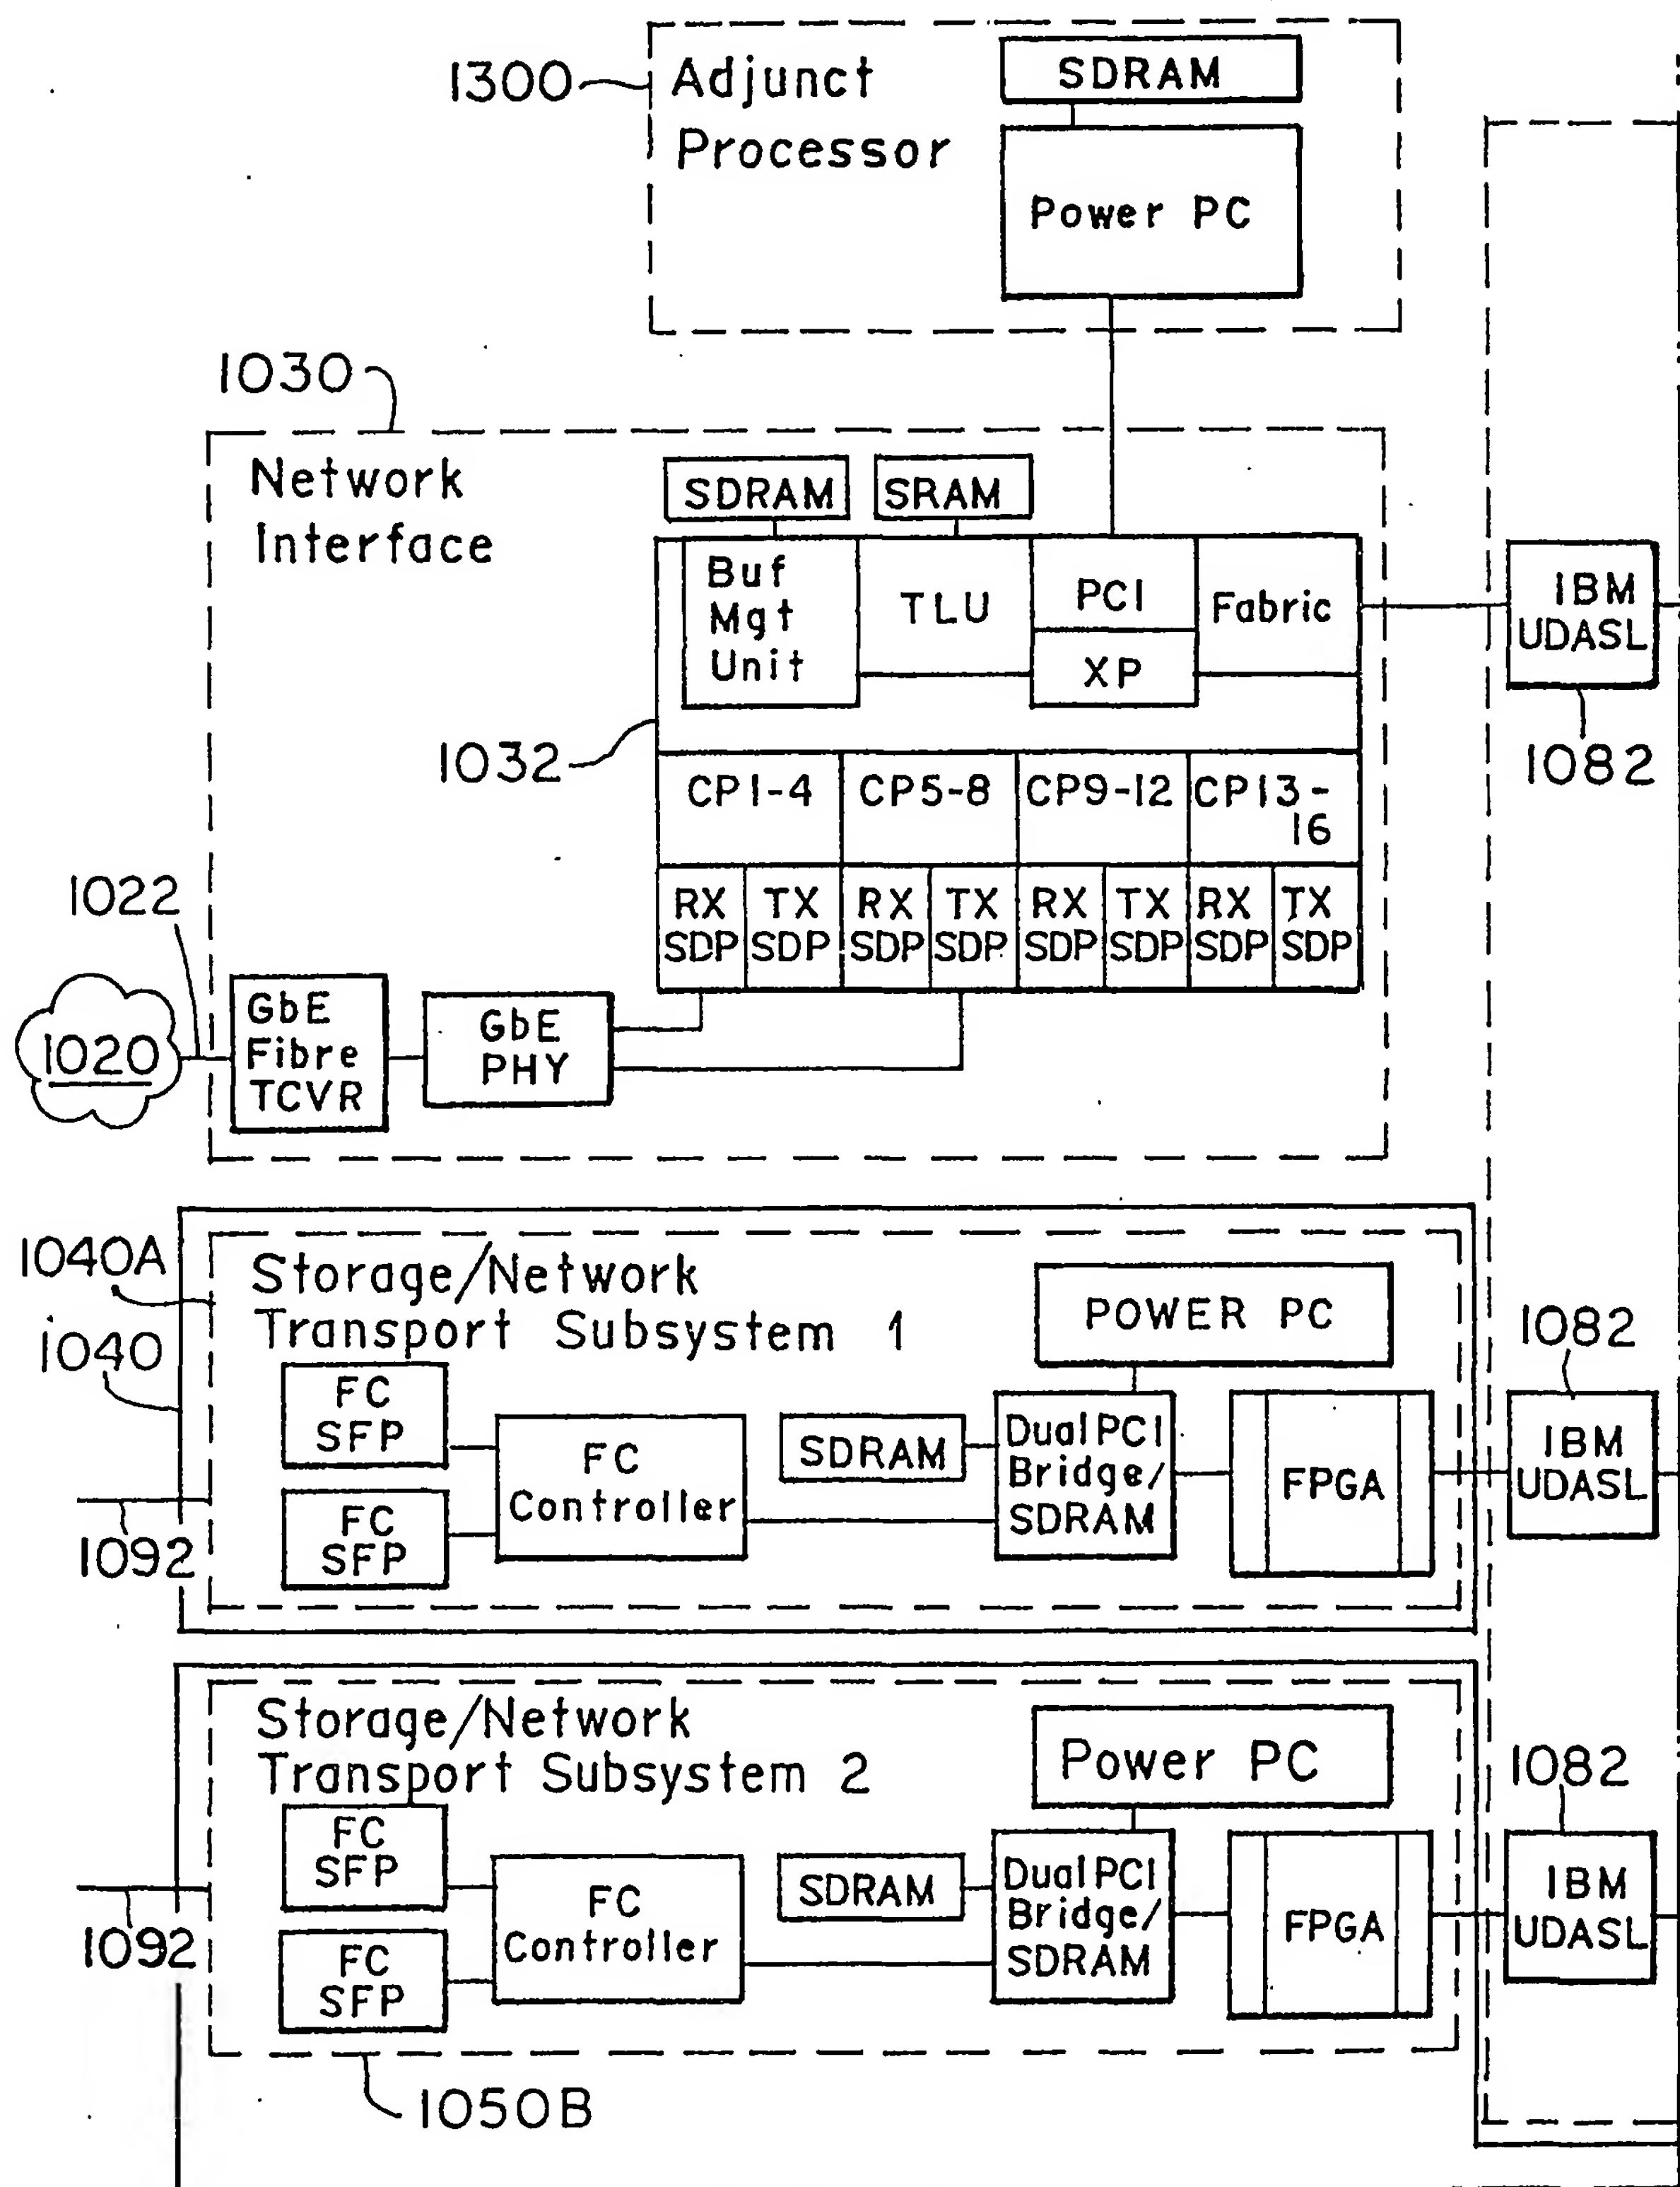 1300
Adjunct
Processor
SDRAM
Power PC
1030
Network
Interface
SDRAM
SRAM
Buf
Mgt
Unit
TLU
PCI
XP
Fabric
IBM
UDASL
1082
1032
CP1-4
CP5-8
CP9-12
CP13-
16
RX
SDP
TX
SDP
RX
SDP
TX
SDP
RX
SDP
TX
SDP
RX
SDP
TX
SDP
1022
1020
GbE
Fibre
TCVR
GbE
PHY
1040A
1040
Storage/Network
Transport Subsystem 1
POWER PC
FC
SFP
FC
SFP
FC
Controller
SDRAM
Dual PCI
Bridge/
SDRAM
FPGA
1082
IBM
UDASL
1092
Storage/Network
Transport Subsystem 2
Power PC
FC
SFP
FC
SFP
FC
Controller
SDRAM
Dual PCI
Bridge/
SDRAM
FPGA
1082
IBM
UDASL
1092
1050B